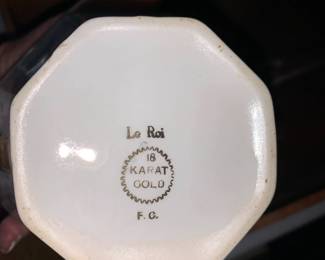 Le Roi
18
KARAT
GOLD
F. C.